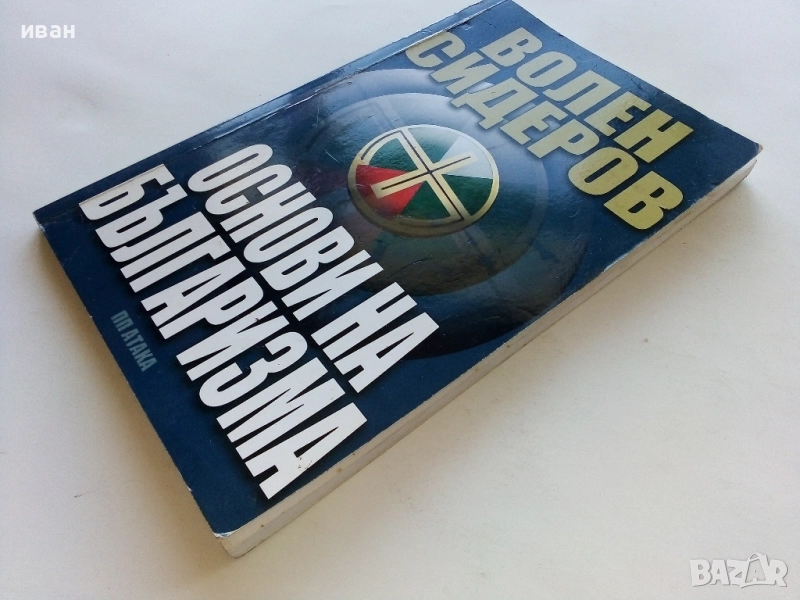 иван
ВОЛЕН
СИДЕРОВ
ОСНОВИ НА
БЪЛГАРИЗМА
ПП АТАКА
BAZAR